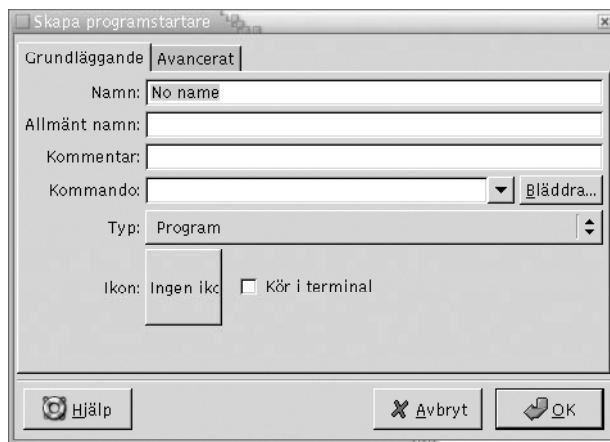 Skapa programstartare
Grundläggande Avancerat
Namn: No name
Allmänt namn:
Kommentar:
Kommando: Bläddra...
Typ: Program
Ikon: Ingen ikc Kör i terminal
Hjälp Avbryt OK